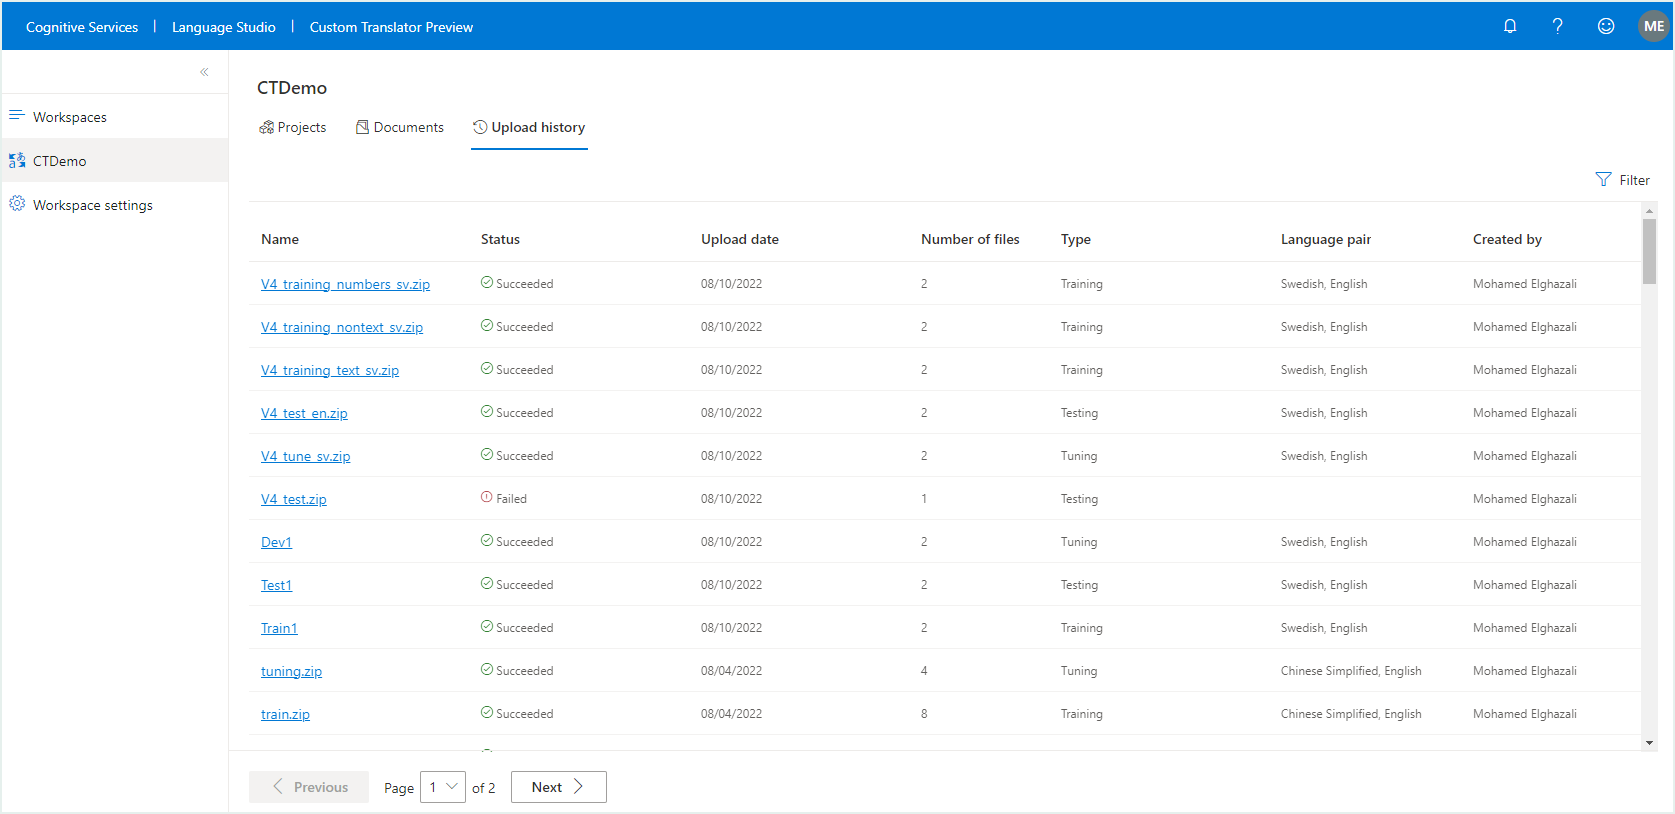 Cognitive Services | Language Studio | Custom Translator Preview ME
«
Workspaces
CTDemo
Workspace settings
CTDemo
Projects Documents Upload history
Filter
Name Status Upload date Number of files Type Language pair Created by
V4_training_numbers_sv.zip Succeeded 08/10/2022 2 Training Swedish, English Mohamed Elghazali
V4_training_nontext_sv.zip Succeeded 08/10/2022 2 Training Swedish, English Mohamed Elghazali
V4_training_text_sv.zip Succeeded 08/10/2022 2 Training Swedish, English Mohamed Elghazali
V4_test_en.zip Succeeded 08/10/2022 2 Testing Swedish, English Mohamed Elghazali
V4_tune_sv.zip Succeeded 08/10/2022 2 Tuning Swedish, English Mohamed Elghazali
V4_test.zip Failed 08/10/2022 1 Testing Mohamed Elghazali
Dev1 Succeeded 08/10/2022 2 Tuning Swedish, English Mohamed Elghazali
Test1 Succeeded 08/10/2022 2 Testing Swedish, English Mohamed Elghazali
Train1 Succeeded 08/10/2022 2 Training Swedish, English Mohamed Elghazali
tuning.zip Succeeded 08/04/2022 4 Tuning Chinese Simplified, English Mohamed Elghazali
train.zip Succeeded 08/04/2022 8 Training Chinese Simplified, English Mohamed Elghazali
Previous Page 1 of 2 Next